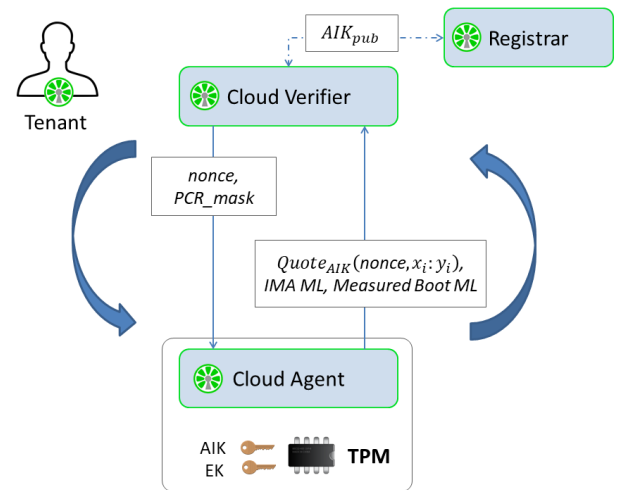 AIK_pub
Registrar
Tenant
Cloud Verifier
nonce,
PCR_mask
Quote_AIK(nonce, x_i: y_i),
IMA ML, Measured Boot ML
Cloud Agent
AIK
EK
TPM